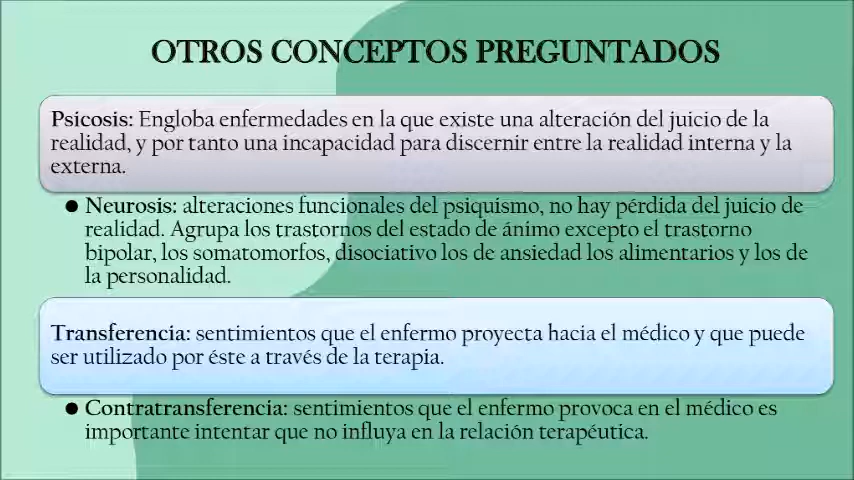 OTROS CONCEPTOS PREGUNTADOS
Psicosis: Engloba enfermedades en la que existe una alteración del juicio de la
realidad, y por tanto una incapacidad para discernir entre la realidad interna y la
externa.
● Neurosis: alteraciones funcionales del psiquismo, no hay pérdida del juicio de
realidad. Agrupa los trastornos del estado de ánimo excepto el trastorno
bipolar, los somatomorfos, disociativo los de ansiedad los alimentarios y los de
la personalidad.
Transferencia: sentimientos que el enfermo proyecta hacia el médico y que puede
ser utilizado por éste a través de la terapia.
● Contratransferencia: sentimientos que el enfermo provoca en el médico es
importante intentar que no influya en la relación terapéutica.